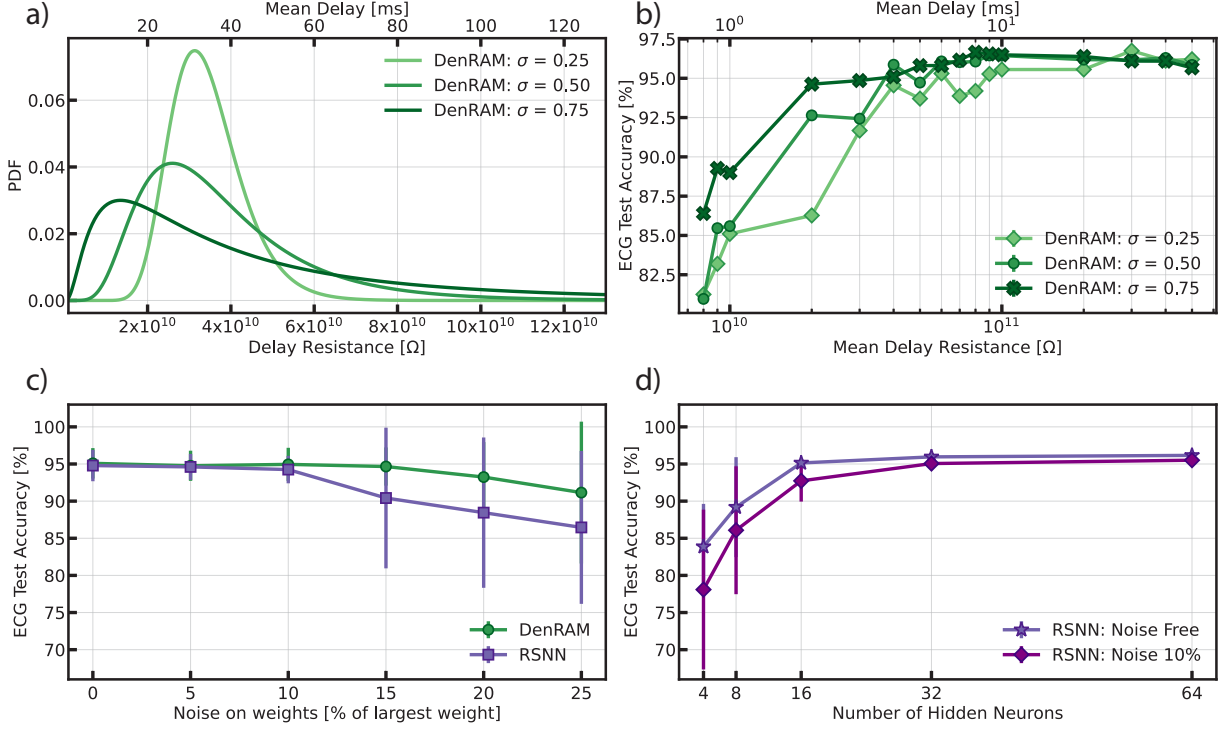 a)
Mean Delay [ms]
0 20 40 60 80 100 120
DenRAM: σ = 0.25
DenRAM: σ = 0.50
DenRAM: σ = 0.75
PDF
0.06
0.04
0.02
0.00
2x10¹⁰ 4x10¹⁰ 6x10¹⁰ 8x10¹⁰ 10x10¹⁰ 12x10¹⁰
Delay Resistance [Ω]
b)
Mean Delay [ms]
10⁰ 10¹
ECG Test Accuracy [%]
97.5
95.0
92.5
90.0
87.5
85.0
82.5
DenRAM: σ = 0.25
DenRAM: σ = 0.50
DenRAM: σ = 0.75
10¹⁰ 10¹¹
Mean Delay Resistance [Ω]
c)
ECG Test Accuracy [%]
100
95
90
85
80
75
70
DenRAM
RSNN
0 5 10 15 20 25
Noise on weights [% of largest weight]
d)
ECG Test Accuracy [%]
100
95
90
85
80
75
70
RSNN: Noise Free
RSNN: Noise 10%
4 8 16 32 64
Number of Hidden Neurons